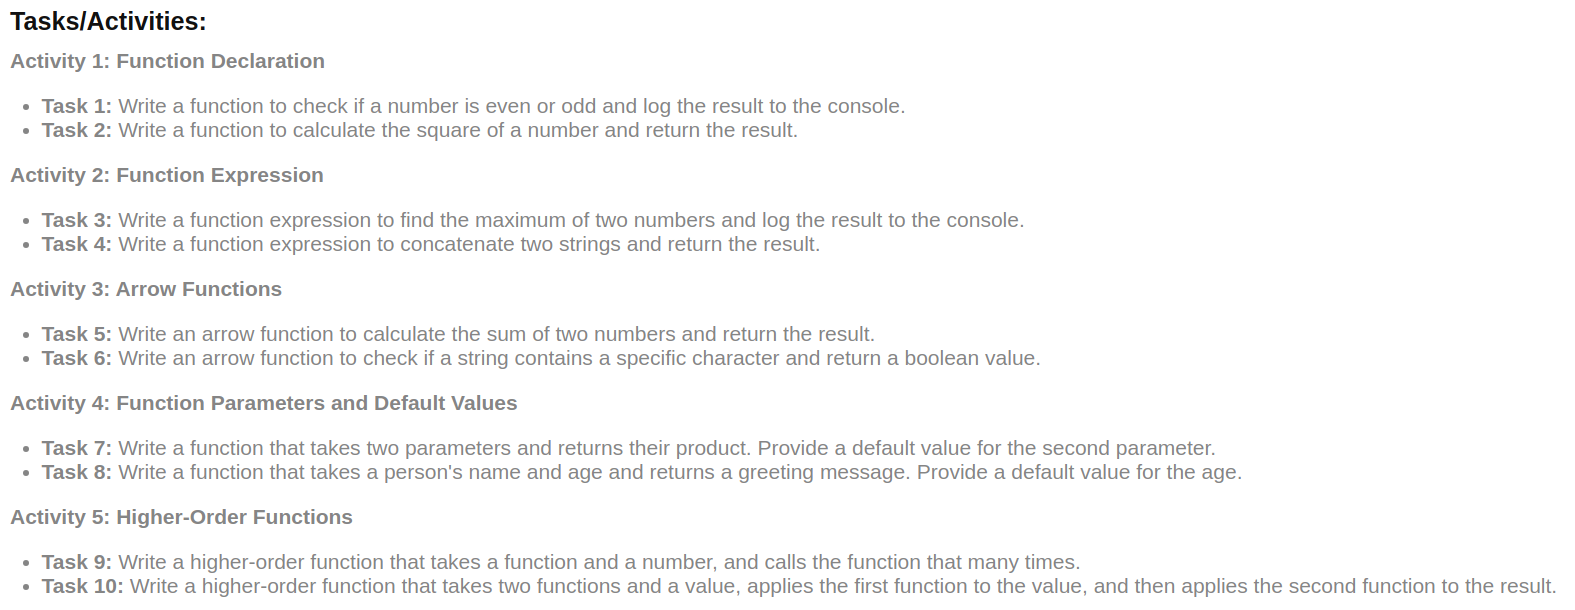 Tasks/Activities:
Activity 1: Function Declaration
Task 1: Write a function to check if a number is even or odd and log the result to the console.
Task 2: Write a function to calculate the square of a number and return the result.
Activity 2: Function Expression
Task 3: Write a function expression to find the maximum of two numbers and log the result to the console.
Task 4: Write a function expression to concatenate two strings and return the result.
Activity 3: Arrow Functions
Task 5: Write an arrow function to calculate the sum of two numbers and return the result.
Task 6: Write an arrow function to check if a string contains a specific character and return a boolean value.
Activity 4: Function Parameters and Default Values
Task 7: Write a function that takes two parameters and returns their product. Provide a default value for the second parameter.
Task 8: Write a function that takes a person's name and age and returns a greeting message. Provide a default value for the age.
Activity 5: Higher-Order Functions
Task 9: Write a higher-order function that takes a function and a number, and calls the function that many times.
Task 10: Write a higher-order function that takes two functions and a value, applies the first function to the value, and then applies the second function to the result.